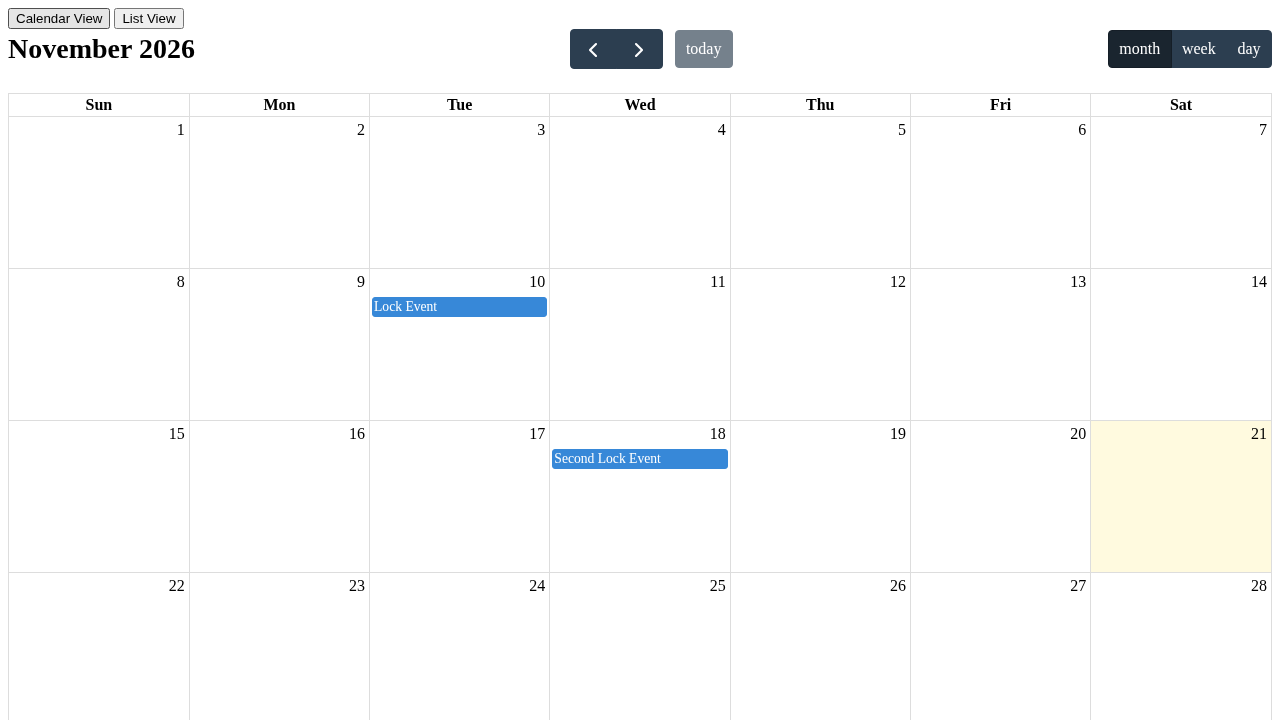 Calendar View List View
November 2026
today
month week day
Sun Mon Tue Wed Thu Fri Sat
1 2 3 4 5 6 7
8 9 10 11 12 13 14
Lock Event
15 16 17 18 19 20 21
Second Lock Event
22 23 24 25 26 27 28